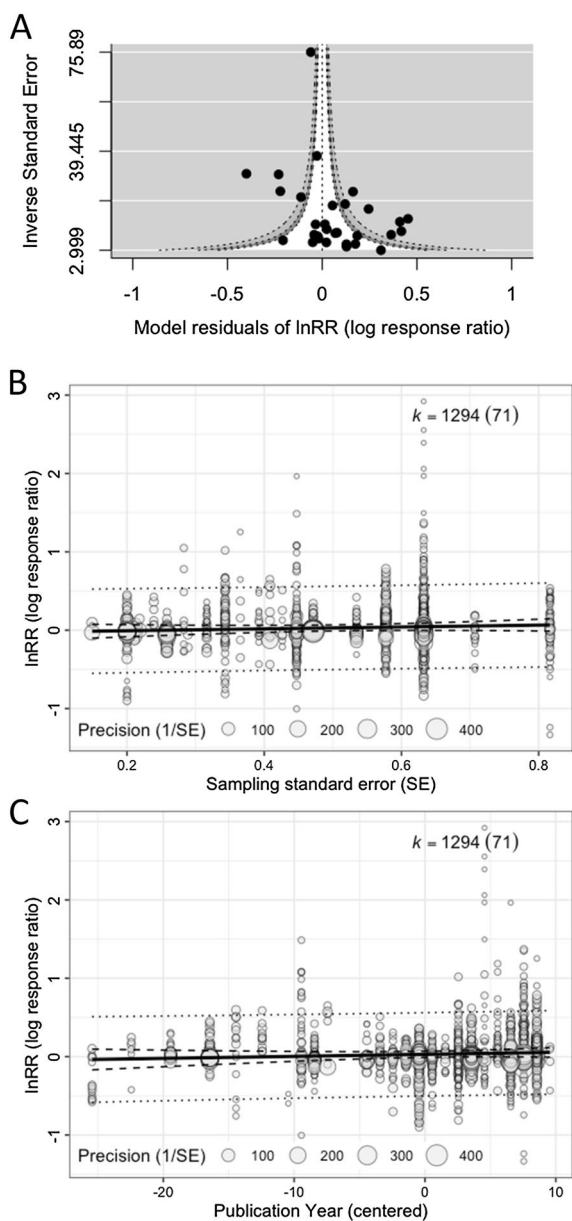 A
Inverse Standard Error
75.89
39.445
2.999
-1 -0.5 0 0.5 1
Model residuals of lnRR (log response ratio)
B
lnRR (log response ratio)
3
2
1
0
-1
k = 1294 (71)
Precision (1/SE) 100 200 300 400
0.2 0.4 0.6 0.8
Sampling standard error (SE)
C
lnRR (log response ratio)
3
2
1
0
-1
k = 1294 (71)
Precision (1/SE) 100 200 300 400
-20 -10 0 10
Publication Year (centered)